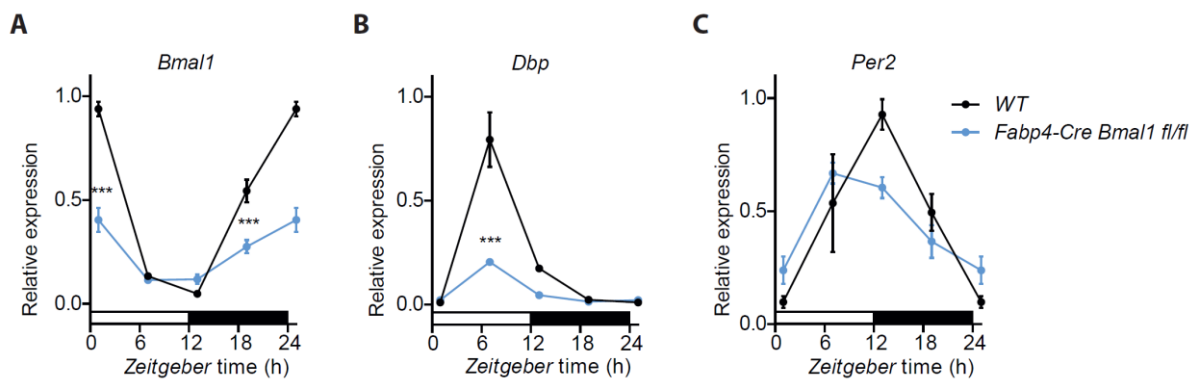 A
Bmal1
Relative expression
1.0
0.5
0.0
***
***
0 6 12 18 24
Zeitgeber time (h)
B
Dbp
Relative expression
1.0
0.5
0.0
***
0 6 12 18 24
Zeitgeber time (h)
C
Per2
Relative expression
1.0
0.5
0.0
0 6 12 18 24
Zeitgeber time (h)
WT
Fabp4-Cre Bmal1 fl/fl